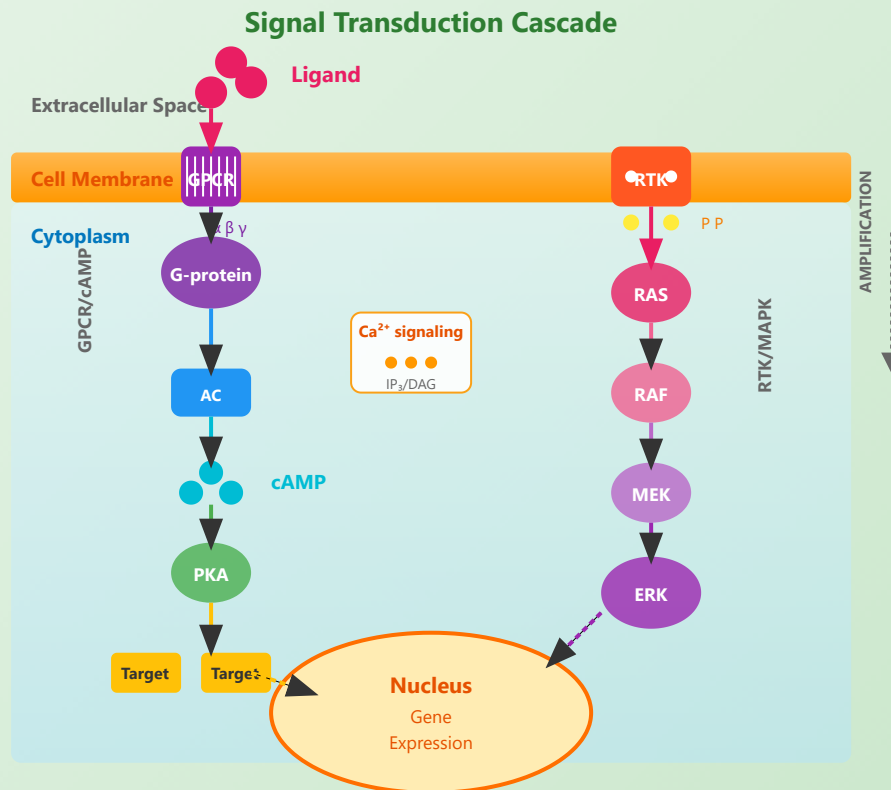 Signal Transduction Cascade
Ligand
Extracellular Space
Cell Membrane
GPCR
RTK
α β γ
P P
Cytoplasm
G-protein
GPCR/cAMP
AMPLIFICATION
RAS
Ca²⁺ signaling
IP₃/DAG
RTK/MAPK
AC
RAF
cAMP
MEK
PKA
ERK
Target
Target
Nucleus
Gene
Expression